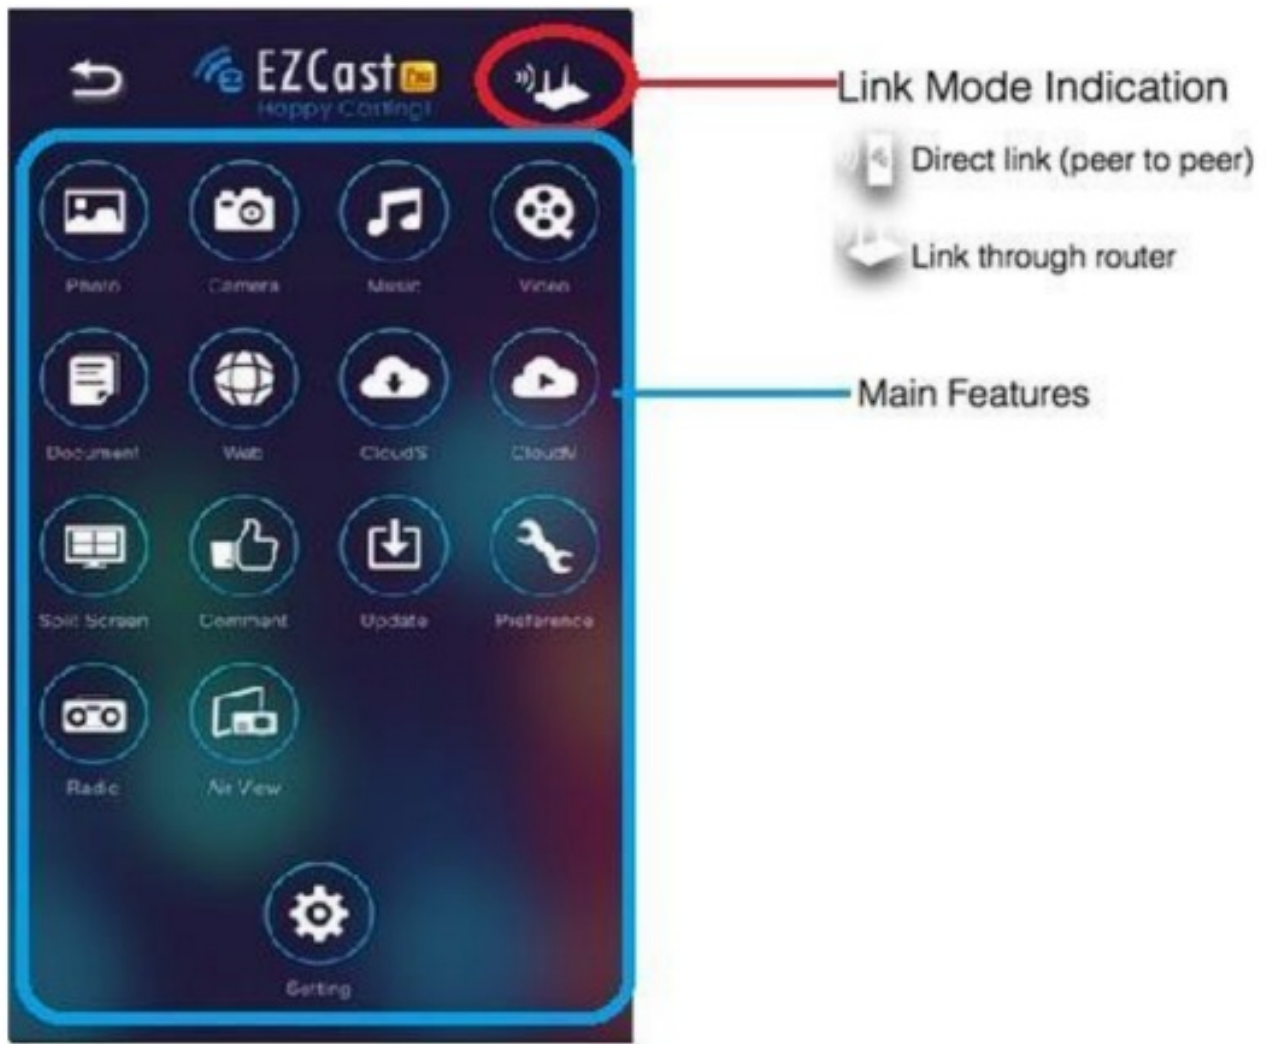 EZCast Pro
Happy Casting!
Link Mode Indication
Direct link (peer to peer)
Link through router
Photo Camera Music Video
Main Features
Document Web CloudS CloudV
Split Screen Comment Update Preference
Radio Air View
Setting